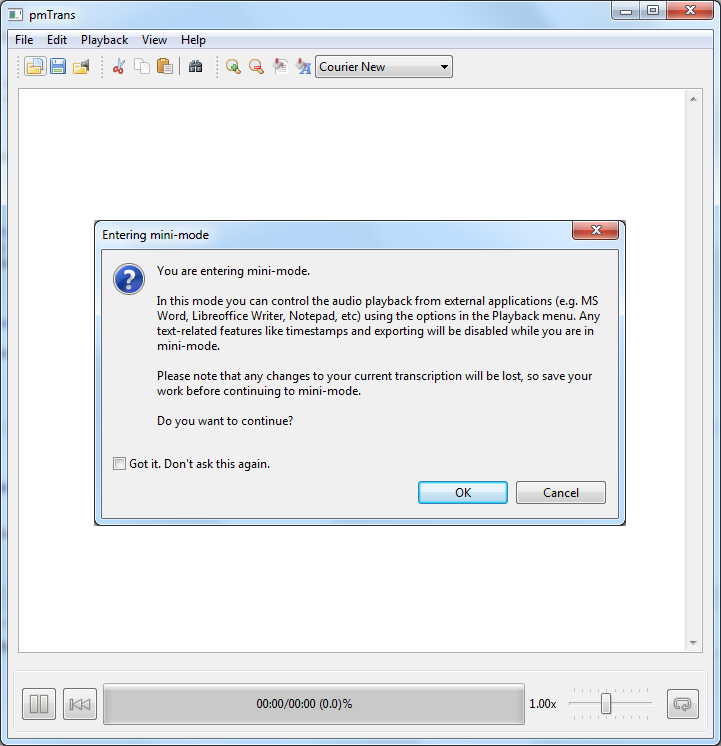 pmTrans
File Edit Playback View Help
Courier New
Entering mini-mode
You are entering mini-mode.
In this mode you can control the audio playback from external applications (e.g. MS
Word, Libreoffice Writer, Notepad, etc) using the options in the Playback menu. Any
text-related features like timestamps and exporting will be disabled while you are in
mini-mode.
Please note that any changes to your current transcription will be lost, so save your
work before continuing to mini-mode.
Do you want to continue?
Got it. Don't ask this again.
OK Cancel
00:00/00:00 (0.0)% 1.00x